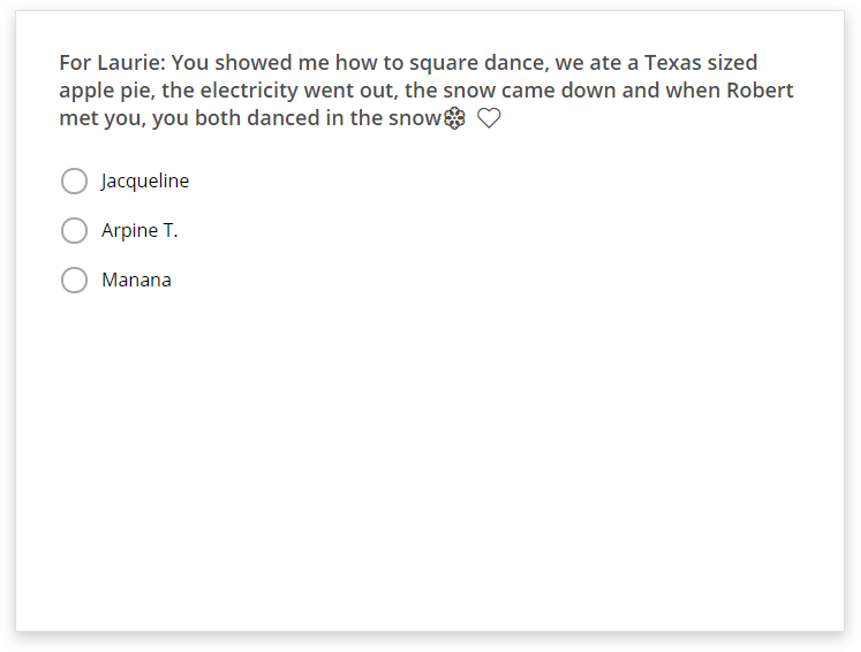 For Laurie: You showed me how to square dance, we ate a Texas sized
apple pie, the electricity went out, the snow came down and when Robert
met you, you both danced in the snow❆ ♡
Jacqueline
Arpine T.
Manana